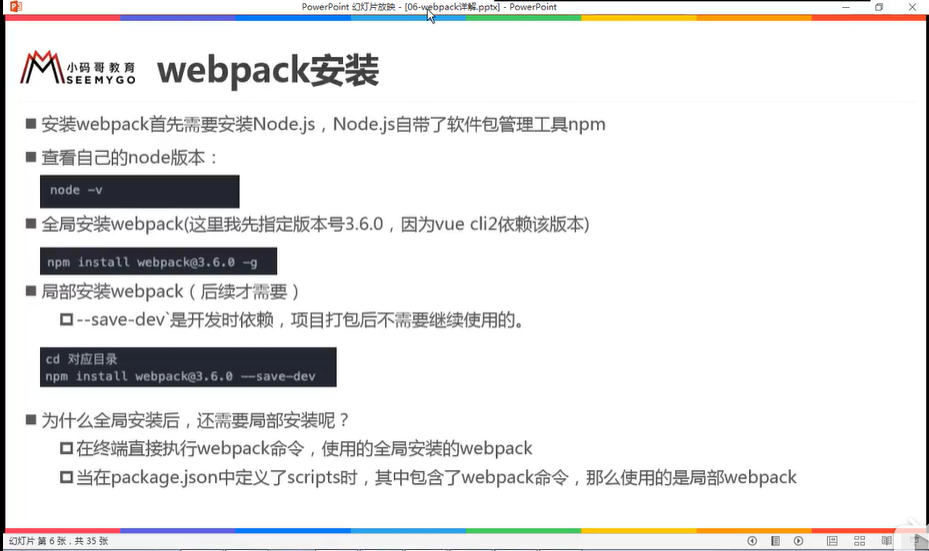 PowerPoint 幻灯片放映 - [06-webpack详解.pptx] - PowerPoint
小码哥教育
SEEMYGO
webpack安装
安装webpack首先需要安装Node.js，Node.js自带了软件包管理工具npm
查看自己的node版本：
node -v
全局安装webpack(这里我先指定版本号3.6.0，因为vue cli2依赖该版本)
npm install webpack@3.6.0 -g
局部安装webpack（后续才需要）
--save-dev`是开发时依赖，项目打包后不需要继续使用的。
cd 对应目录
npm install webpack@3.6.0 --save-dev
为什么全局安装后，还需要局部安装呢？
在终端直接执行webpack命令，使用的全局安装的webpack
当在package.json中定义了scripts时，其中包含了webpack命令，那么使用的是局部webpack
幻灯片 第 6 张，共 35 张